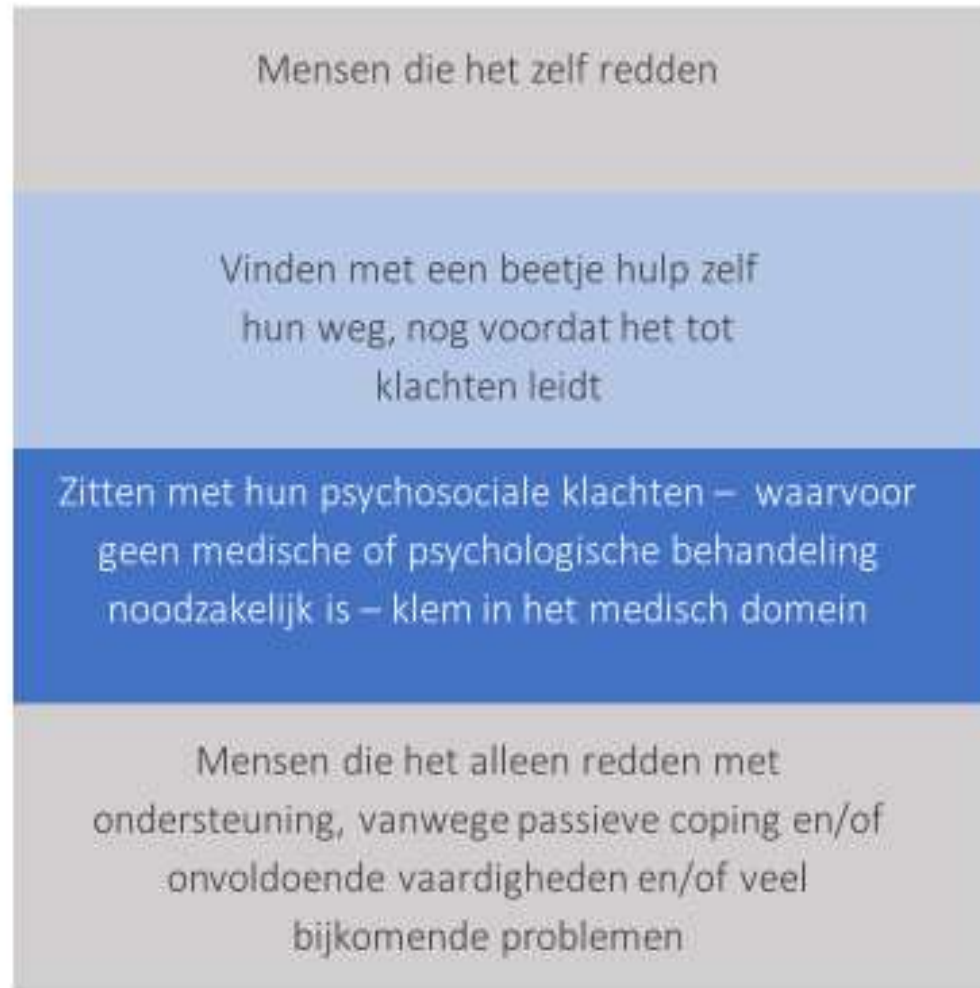 Mensen die het zelf redden
Vinden met een beetje hulp zelf
hun weg, nog voordat het tot
klachten leidt
Zitten met hun psychosociale klachten – waarvoor
geen medische of psychologische behandeling
noodzakelijk is – klem in het medisch domein
Mensen die het alleen redden met
ondersteuning, vanwege passieve coping en/of
onvoldoende vaardigheden en/of veel
bijkomende problemen